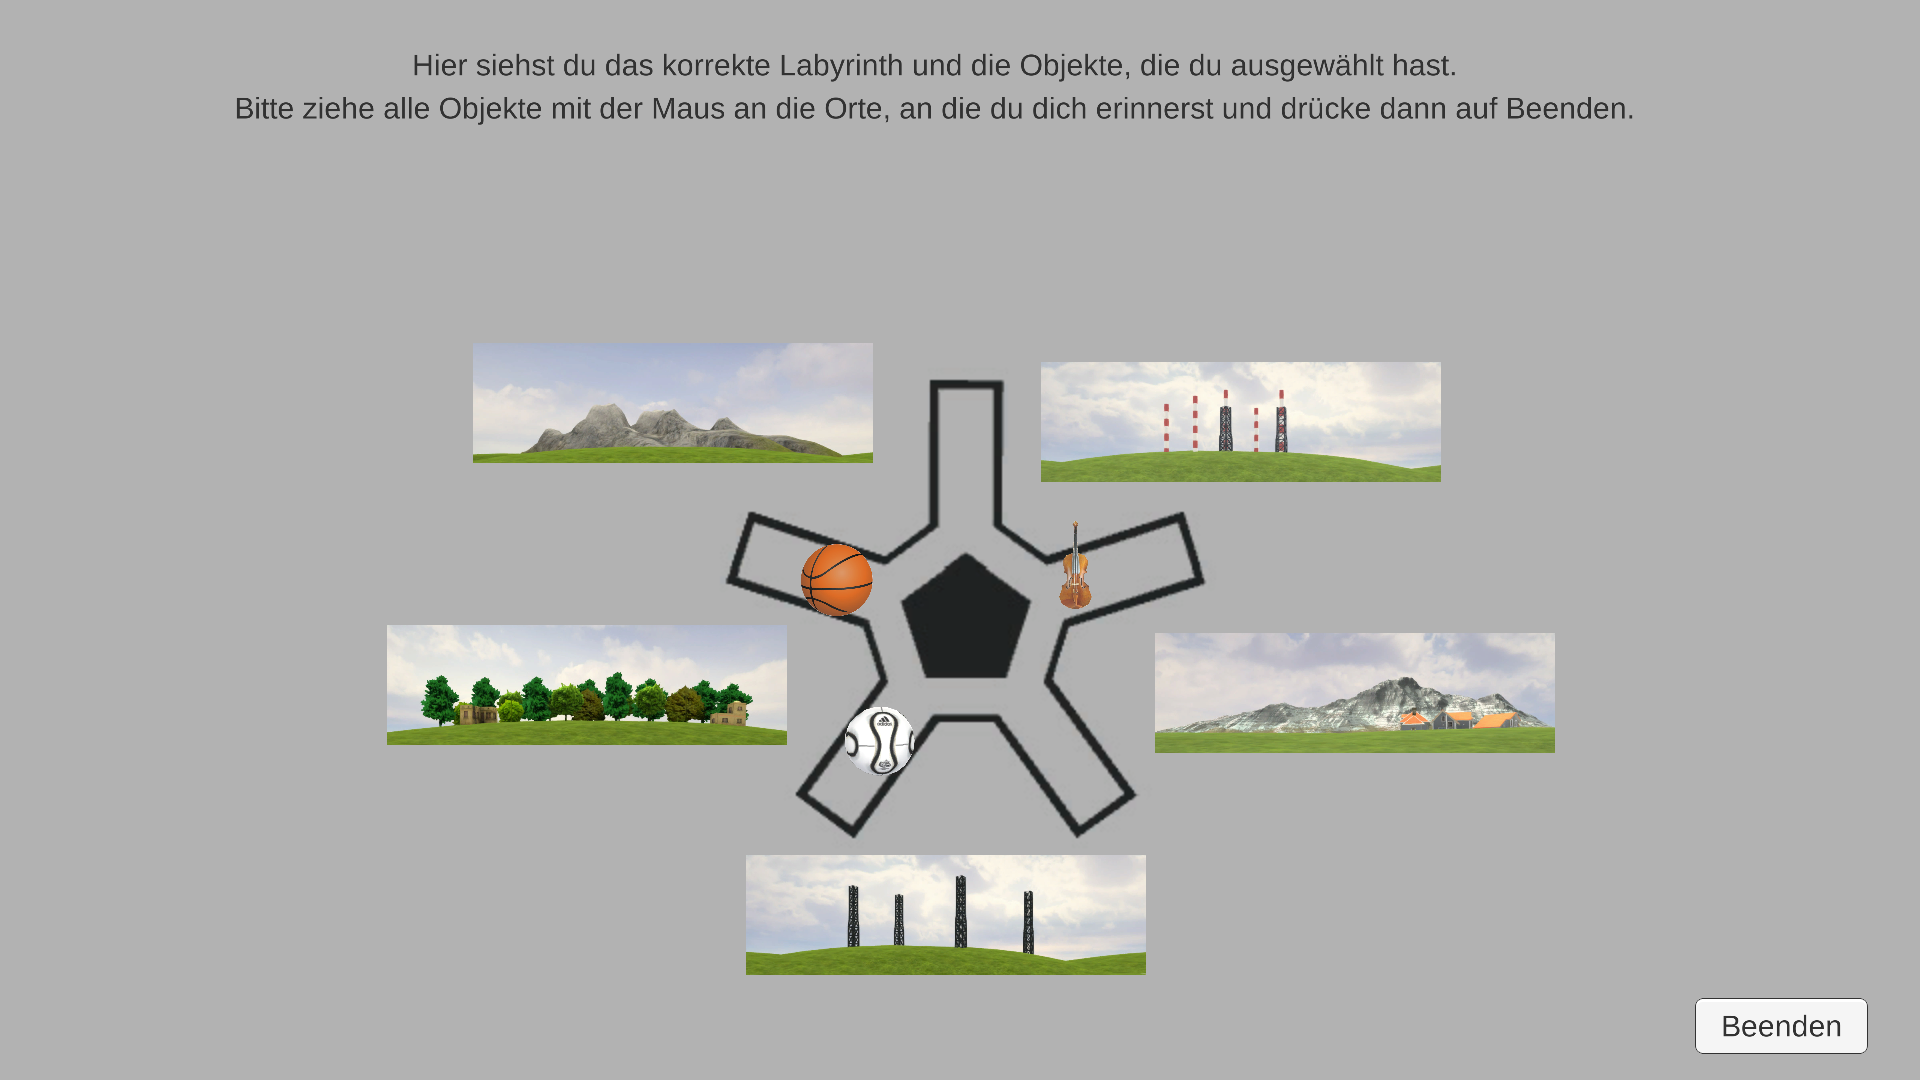 Hier siehst du das korrekte Labyrinth und die Objekte, die du ausgewählt hast.
Bitte ziehe alle Objekte mit der Maus an die Orte, an die du dich erinnerst und drücke dann auf Beenden.
adidas
Beenden